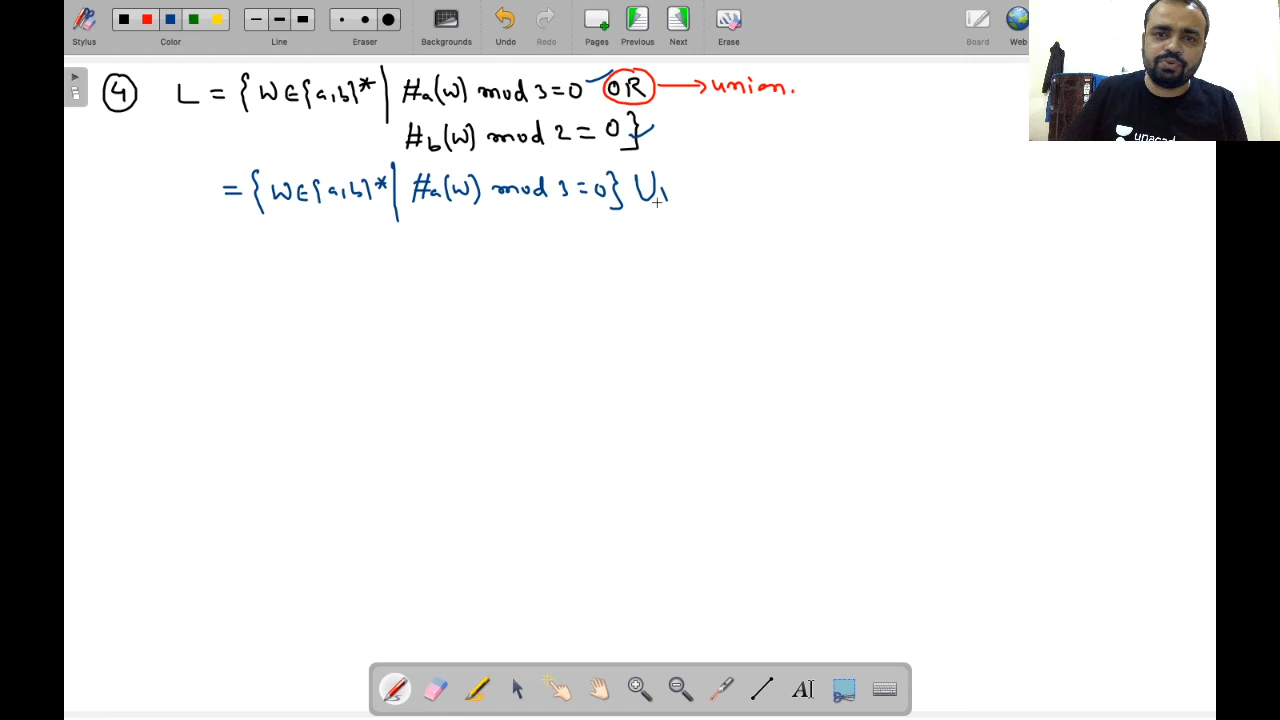 Stylus Color Line Eraser Backgrounds Undo Redo Pages Previous Next Erase Board Web
④ L = { W∈{a,b}* | #a(W) mod 3=0 OR → union.
#b(W) mod 2 = 0 }
= { W∈{a,b}* | #a(W) mod 3=0 } U
unaca
A